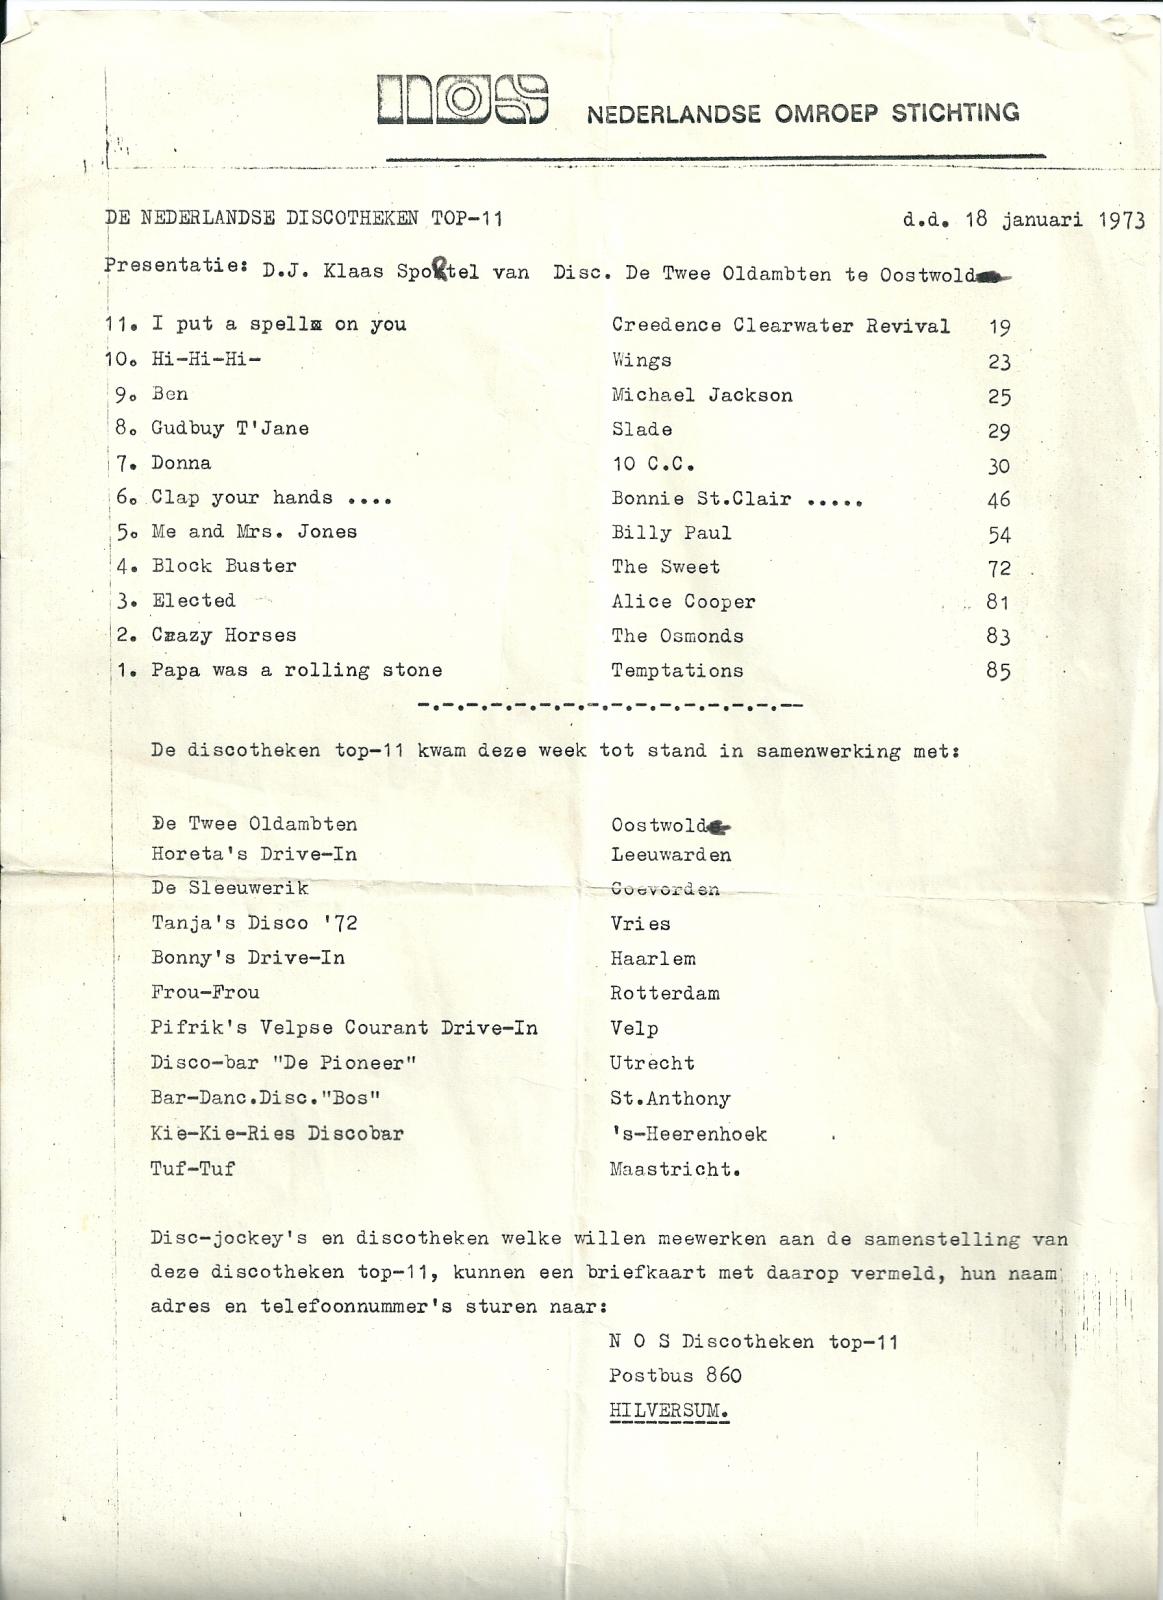 nos NEDERLANDSE OMROEP STICHTING
DE NEDERLANDSE DISCOTHEKEN TOP-11 d.d. 18 januari 1973
Presentatie: D.J. Klaas Sportel van Disc. De Twee Oldambten te Oostwold
11. I put a spell on you Creedence Clearwater Revival 19
10. Hi-Hi-Hi- Wings 23
9. Ben Michael Jackson 25
8. Gudbuy T'Jane Slade 29
7. Donna 10 C.C. 30
6. Clap your hands .... Bonnie St.Clair ..... 46
5. Me and Mrs. Jones Billy Paul 54
4. Block Buster The Sweet 72
3. Elected Alice Cooper 81
2. Crazy Horses The Osmonds 83
1. Papa was a rolling stone Temptations 85
-.-.-.-.-.-.-.-.-.-.-.-.-.-.-.--
De discotheken top-11 kwam deze week tot stand in samenwerking met:
De Twee Oldambten Oostwold
Horeta's Drive-In Leeuwarden
De Sleeuwerik Coevorden
Tanja's Disco '72 Vries
Bonny's Drive-In Haarlem
Frou-Frou Rotterdam
Pifrik's Velpse Courant Drive-In Velp
Disco-bar "De Pioneer" Utrecht
Bar-Danc.Disc."Bos" St.Anthony
Kie-Kie-Ries Discobar 's-Heerenhoek
Tuf-Tuf Maastricht.
Disc-jockey's en discotheken welke willen meewerken aan de samenstelling van
deze discotheken top-11, kunnen een briefkaart met daarop vermeld, hun naam
adres en telefoonnummer's sturen naar:
N O S Discotheken top-11
Postbus 860
HILVERSUM.